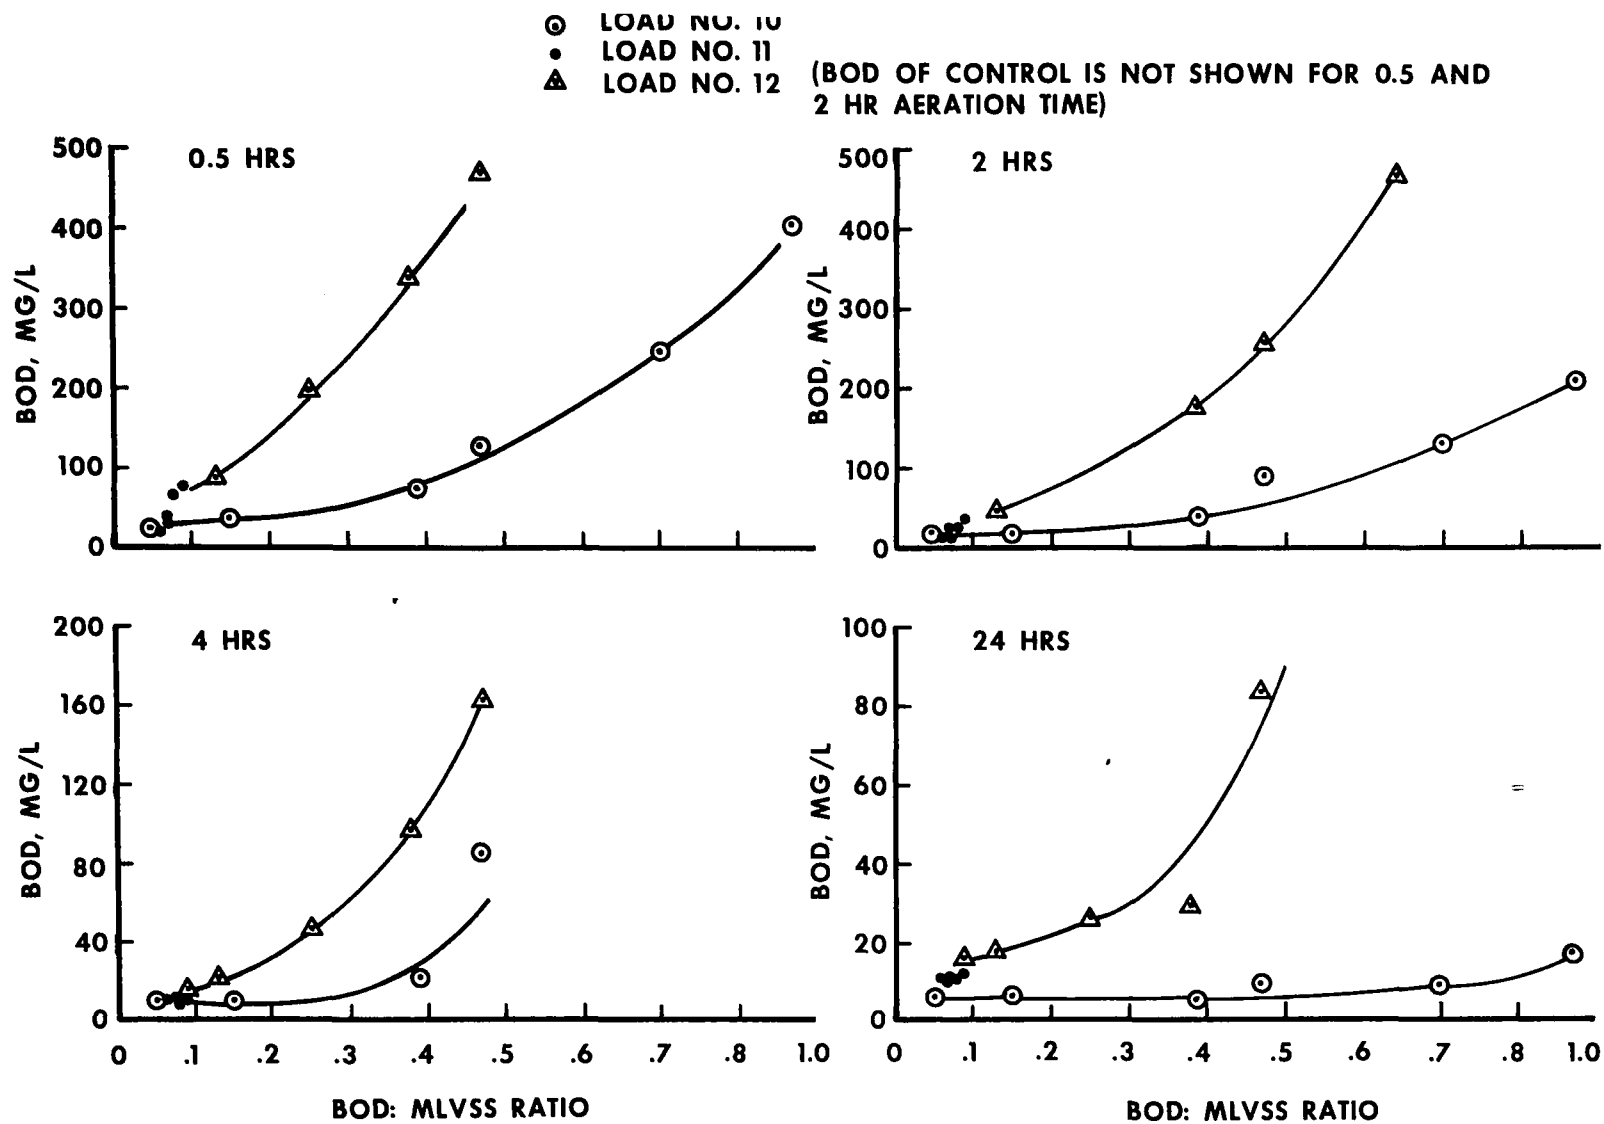 LOAD NO. 10
LOAD NO. 11
LOAD NO. 12
(BOD OF CONTROL IS NOT SHOWN FOR 0.5 AND
2 HR AERATION TIME)
0.5 HRS
BOD, MG/L
500
400
300
200
100
0
2 HRS
BOD, MG/L
500
400
300
200
100
0
4 HRS
BOD, MG/L
200
160
120
80
40
0
0 .1 .2 .3 .4 .5 .6 .7 .8 1.0
BOD: MLVSS RATIO
24 HRS
BOD, MG/L
100
80
60
40
20
0
0 .1 .2 .3 .4 .5 .6 .7 .8 1.0
BOD: MLVSS RATIO